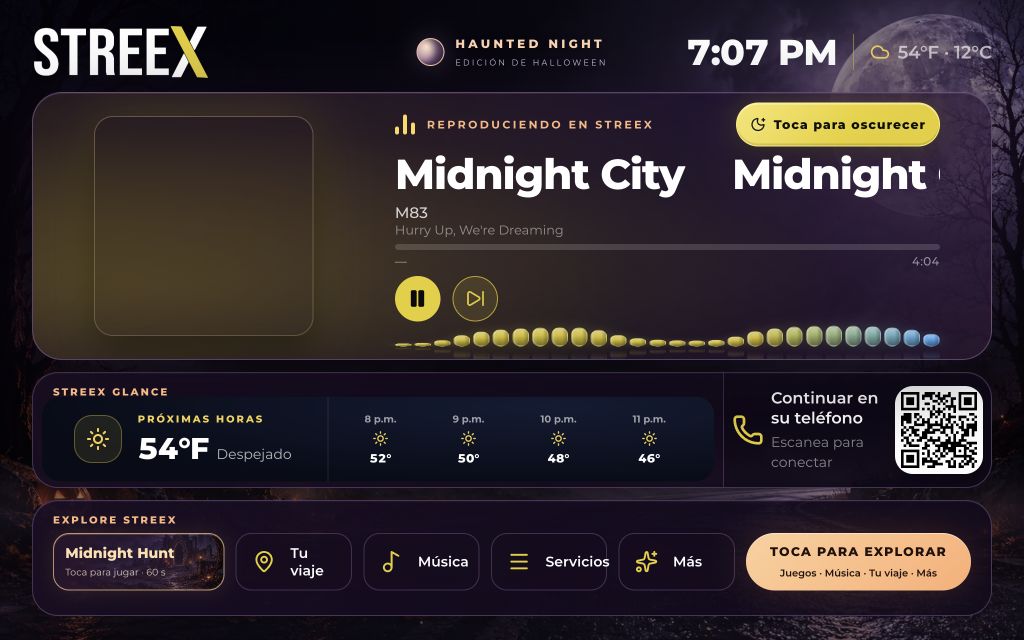 STREEX
HAUNTED NIGHT
EDICIÓN DE HALLOWEEN
7:07 PM
54°F · 12°C
REPRODUCIENDO EN STREEX
Toca para oscurecer
Midnight City Midnight
M83
Hurry Up, We're Dreaming
—
4:04
STREEX GLANCE
PRÓXIMAS HORAS
54°F Despejado
8 p.m. 9 p.m. 10 p.m. 11 p.m.
52° 50° 48° 46°
Continuar en
su teléfono
Escanea para
conectar
EXPLORE STREEX
Midnight Hunt
Toca para jugar · 60 s
Tu
viaje
Música
Servicios
Más
TOCA PARA EXPLORAR
Juegos · Música · Tu viaje · Más